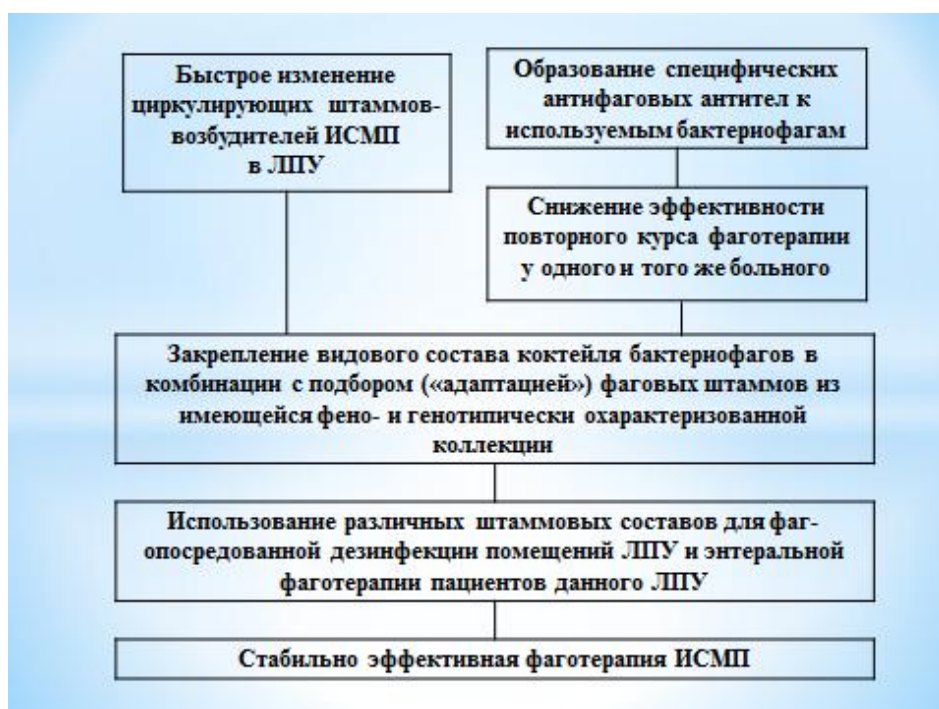 Быстрое изменение
циркулирующих штаммов-
возбудителей ИСМП
в ЛПУ
Образование специфических
антифаговых антител к
используемым бактериофагам
Снижение эффективности
повторного курса фаготерапии
у одного и того же больного
Закрепление видового состава коктейля бактериофагов в
комбинации с подбором («адаптацией») фаговых штаммов из
имеющейся фено- и генотипически охарактеризованной
коллекции
Использование различных штаммовых составов для фаг-
опосредованной дезинфекции помещений ЛПУ и энтеральной
фаготерапии пациентов данного ЛПУ
Стабильно эффективная фаготерапия ИСМП